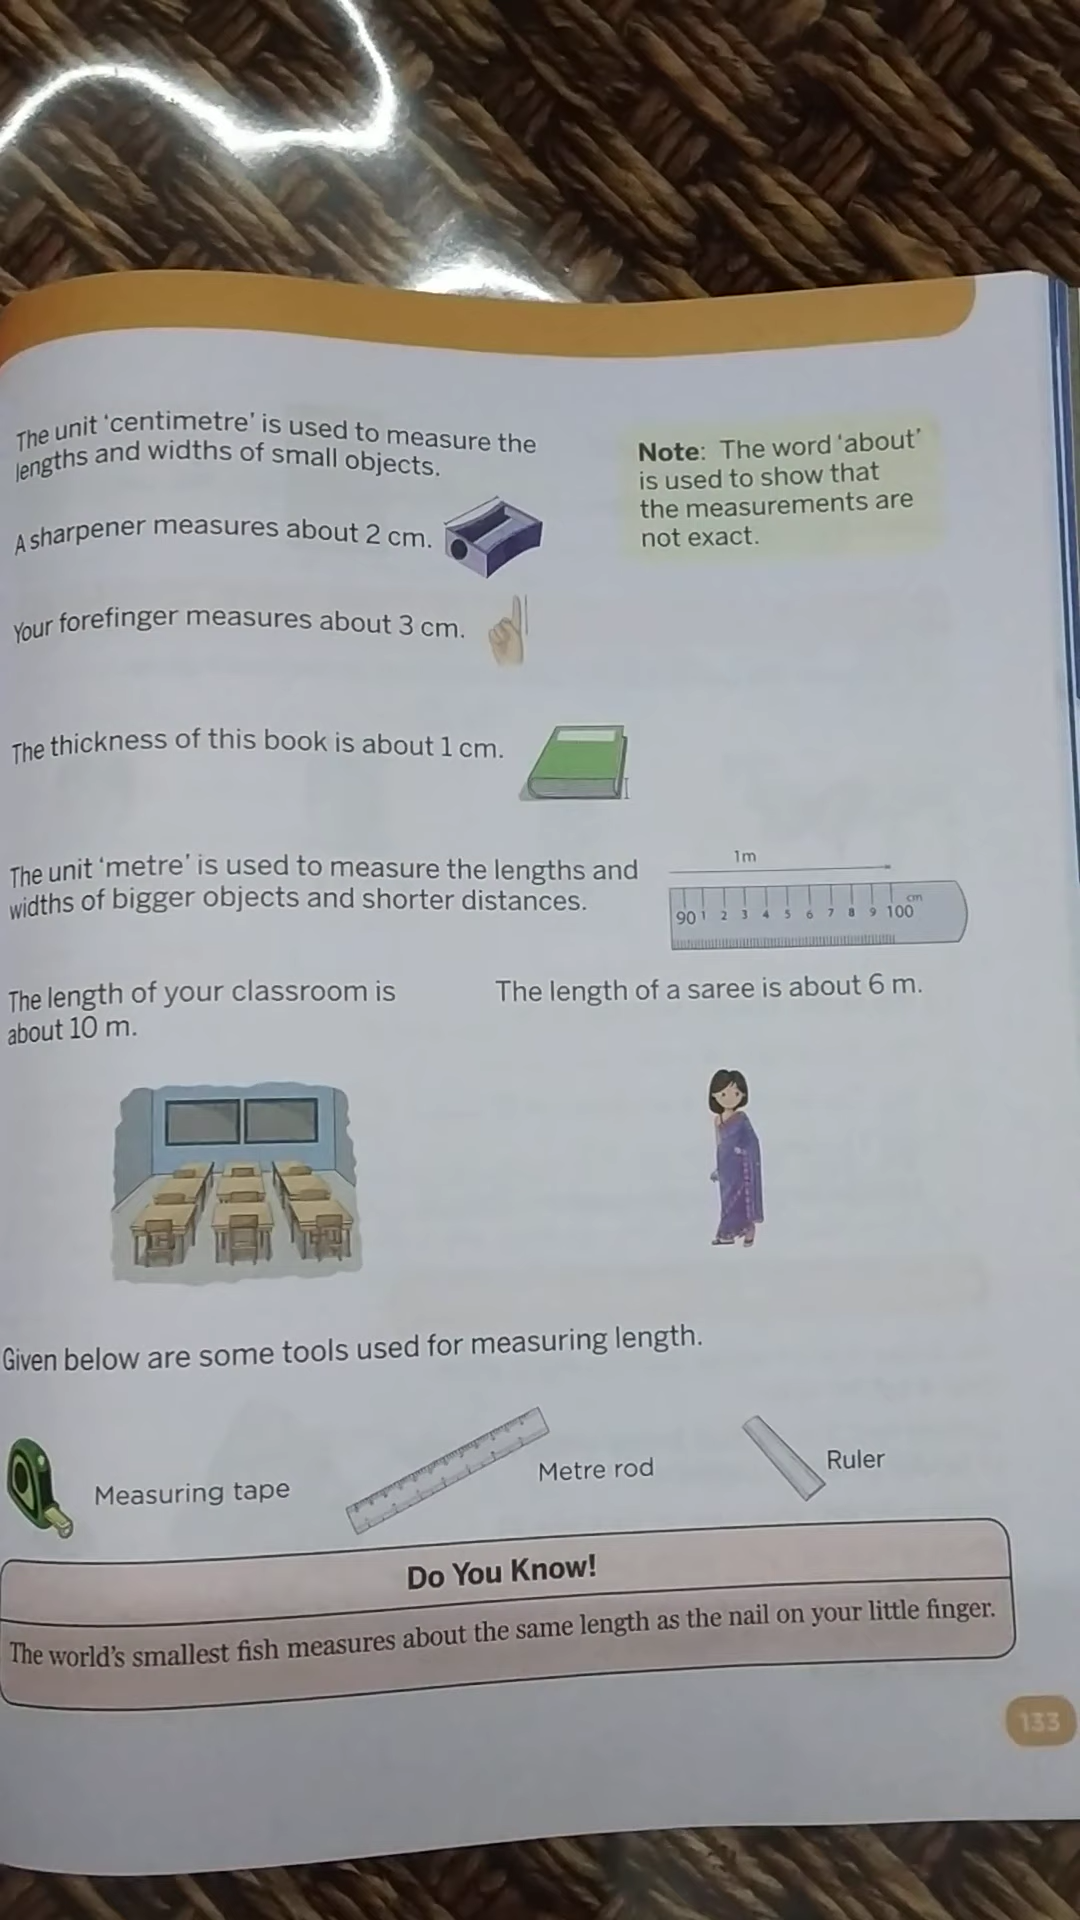 The unit ‘centimetre’ is used to measure the
lengths and widths of small objects.
Note: The word ‘about’
is used to show that
the measurements are
not exact.
A sharpener measures about 2 cm.
Your forefinger measures about 3 cm.
The thickness of this book is about 1 cm.
The unit ‘metre’ is used to measure the lengths and
widths of bigger objects and shorter distances.
1m
cm
90 1 2 3 4 5 6 7 8 9 100
The length of your classroom is
about 10 m.
The length of a saree is about 6 m.
Given below are some tools used for measuring length.
Measuring tape
Metre rod
Ruler
Do You Know!
The world’s smallest fish measures about the same length as the nail on your little finger.
133